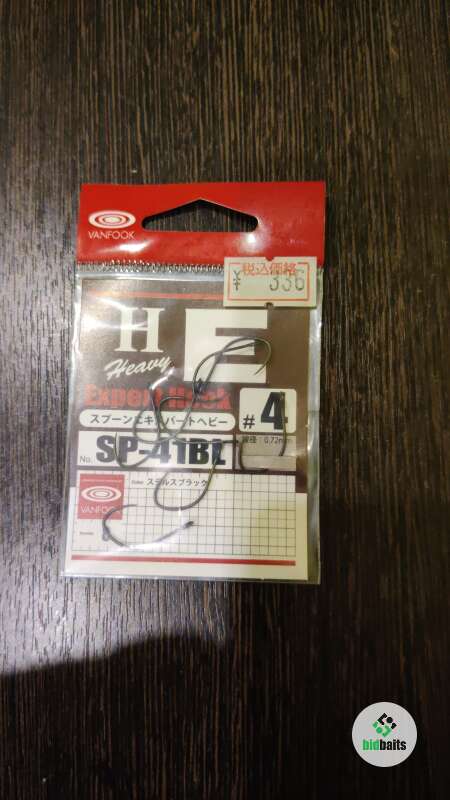 VANFOOK
税込価格
¥ 336
H
Heavy
E
Expert Hook
スプーンエキスパートヘビー
# 4
No. SP-41BL
線径：0.72mm
VANFOOK
Color ステルスブラック
bidbaits